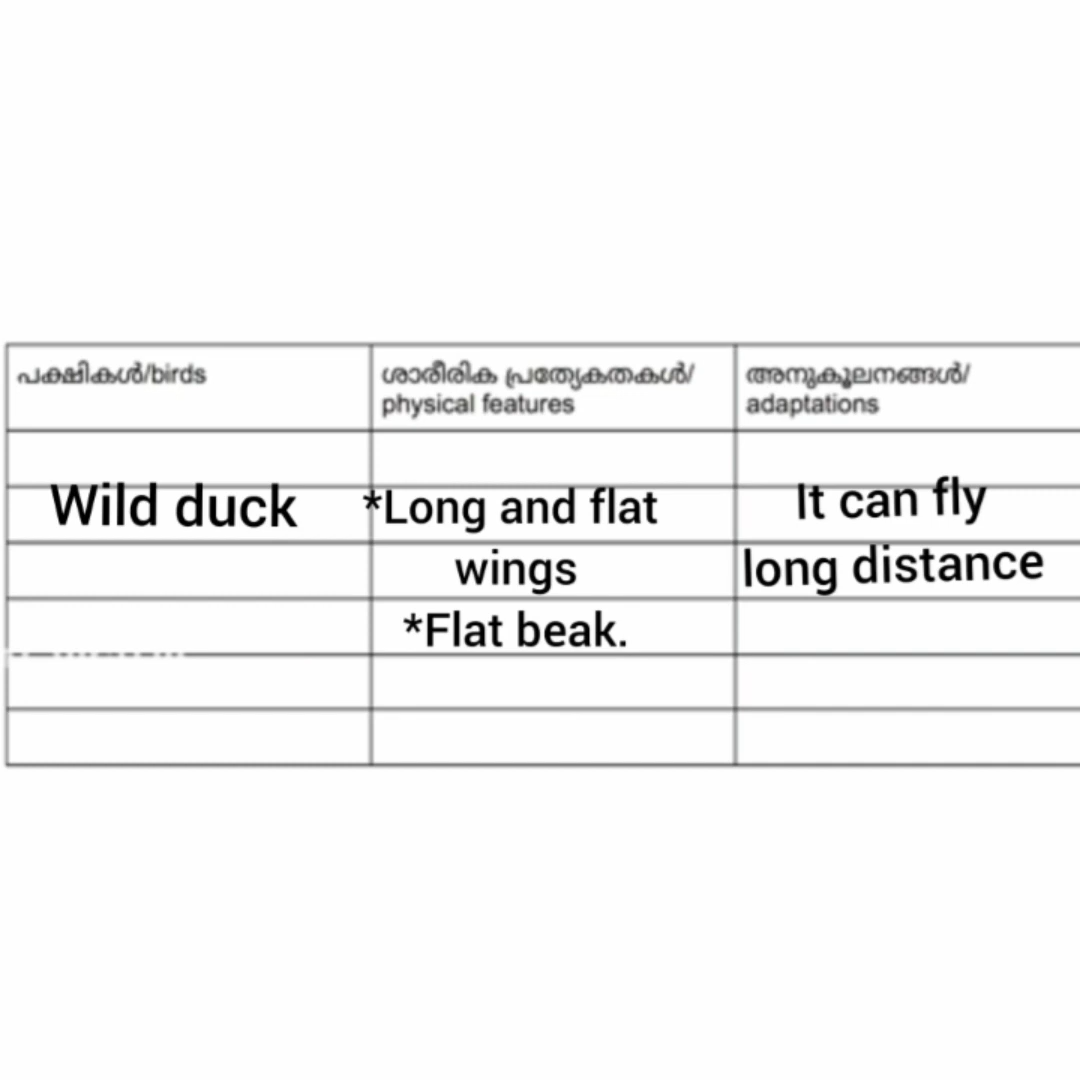 പക്ഷികൾ/birds
ശാരീരിക പ്രത്യേകതകൾ/
physical features
അനുകൂലനങ്ങൾ/
adaptations
Wild duck
*Long and flat
wings
*Flat beak.
It can fly
long distance